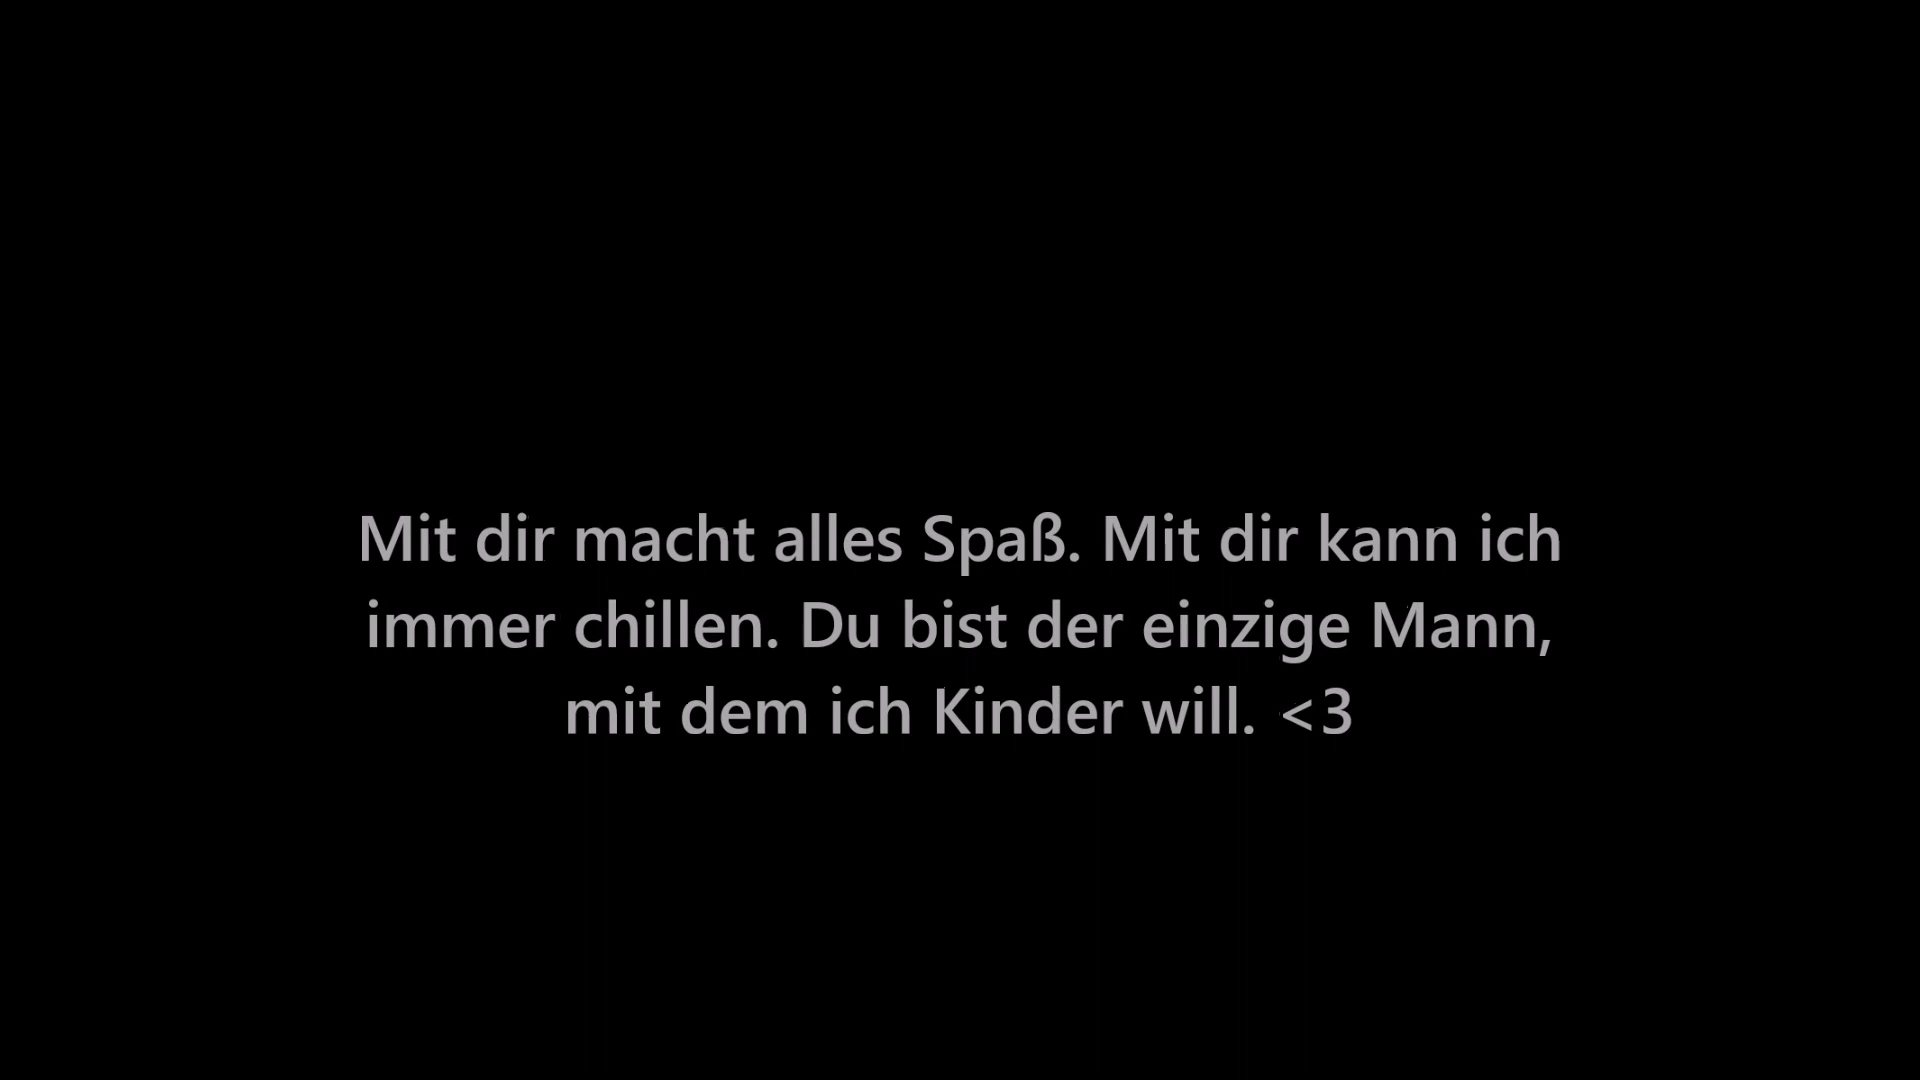 Mit dir macht alles Spaß. Mit dir kann ich
immer chillen. Du bist der einzige Mann,
mit dem ich Kinder will. <3